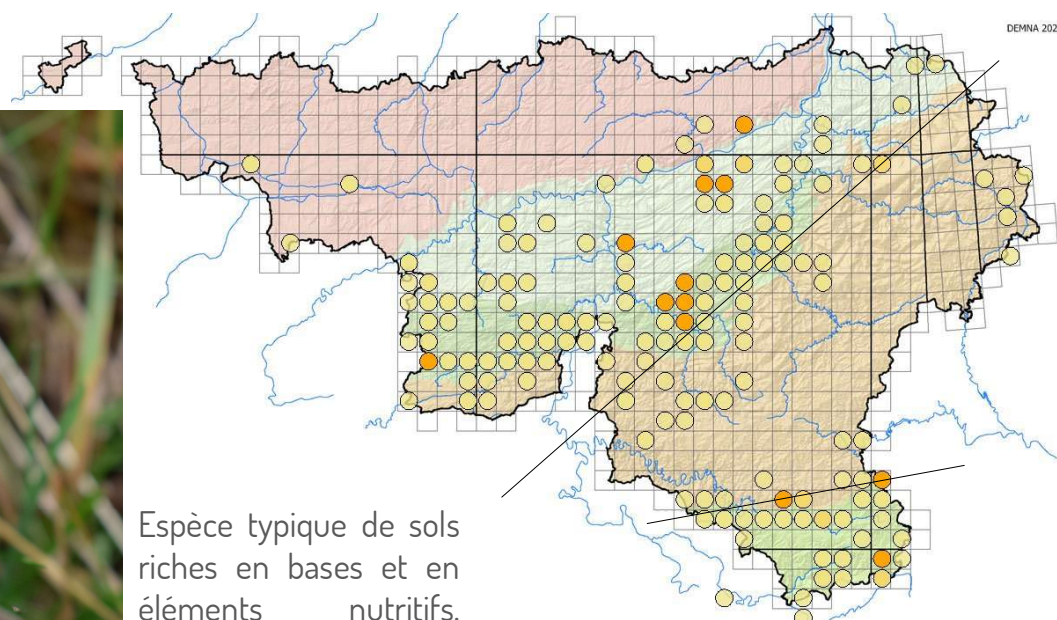 DEMNA 202
Espèce typique de sols
riches en bases et en
éléments nutritifs.